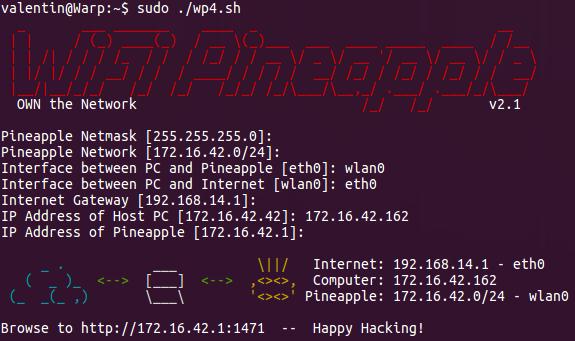 valentin@Warp:~$ sudo ./wp4.sh
WiFi Pineapple
OWN the Network v2.1
Pineapple Netmask [255.255.255.0]:
Pineapple Network [172.16.42.0/24]:
Interface between PC and Pineapple [eth0]: wlan0
Interface between PC and Internet [wlan0]: eth0
Internet Gateway [192.168.14.1]:
IP Address of Host PC [172.16.42.42]: 172.16.42.162
IP Address of Pineapple [172.16.42.1]:
Internet: 192.168.14.1 - eth0
Computer: 172.16.42.162
Pineapple: 172.16.42.0/24 - wlan0
Browse to http://172.16.42.1:1471 -- Happy Hacking!